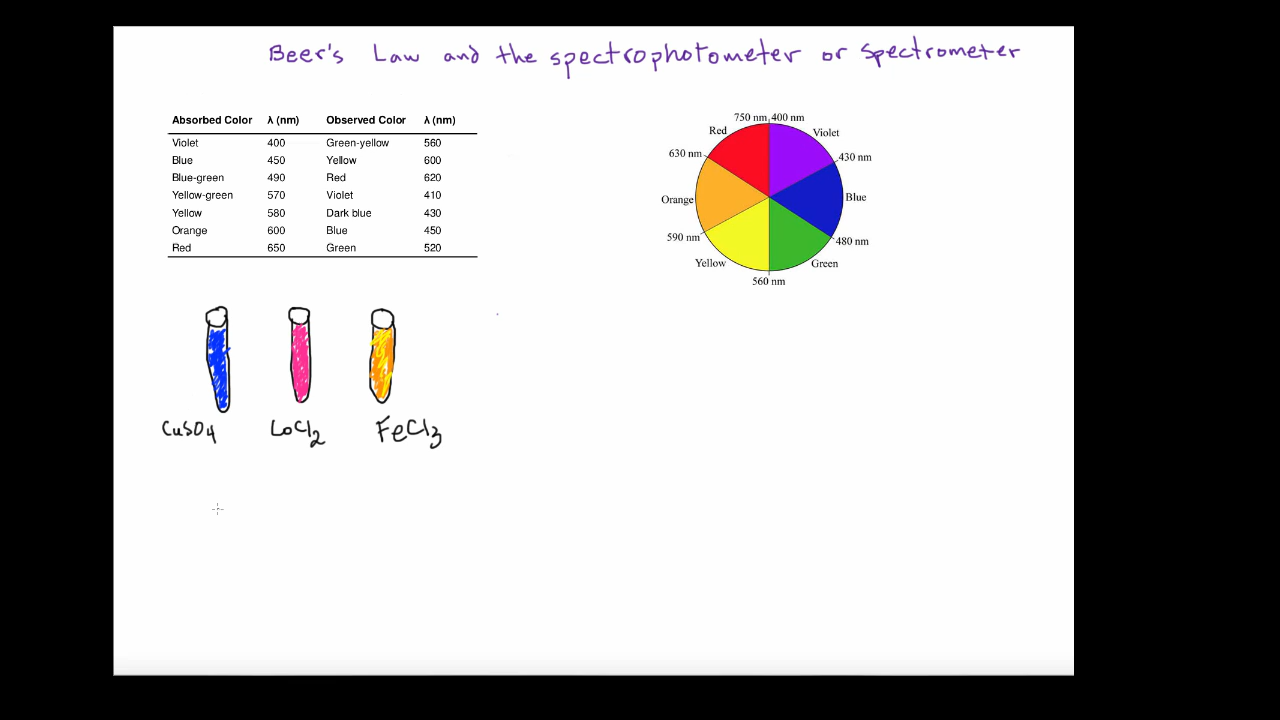 Beer's Law and the spectrophotometer or spectrometer
Absorbed Color λ (nm) Observed Color λ (nm)
Violet 400 Green-yellow 560
Blue 450 Yellow 600
Blue-green 490 Red 620
Yellow-green 570 Violet 410
Yellow 580 Dark blue 430
Orange 600 Blue 450
Red 650 Green 520
750 nm 400 nm
Red Violet
630 nm 430 nm
Orange Blue
590 nm 480 nm
Yellow Green
560 nm
CuSO4 CoCl2 FeCl3